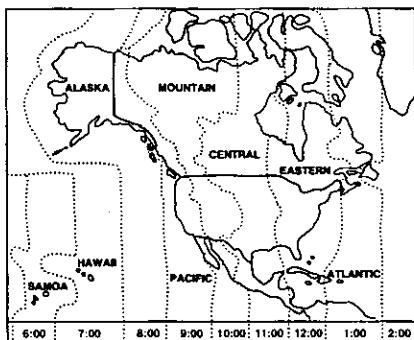 ALASKA MOUNTAIN
CENTRAL
EASTERN
HAWAII
SAMOA
PACIFIC
ATLANTIC
6:00 7:00 8:00 9:00 10:00 11:00 12:00 1:00 2:00